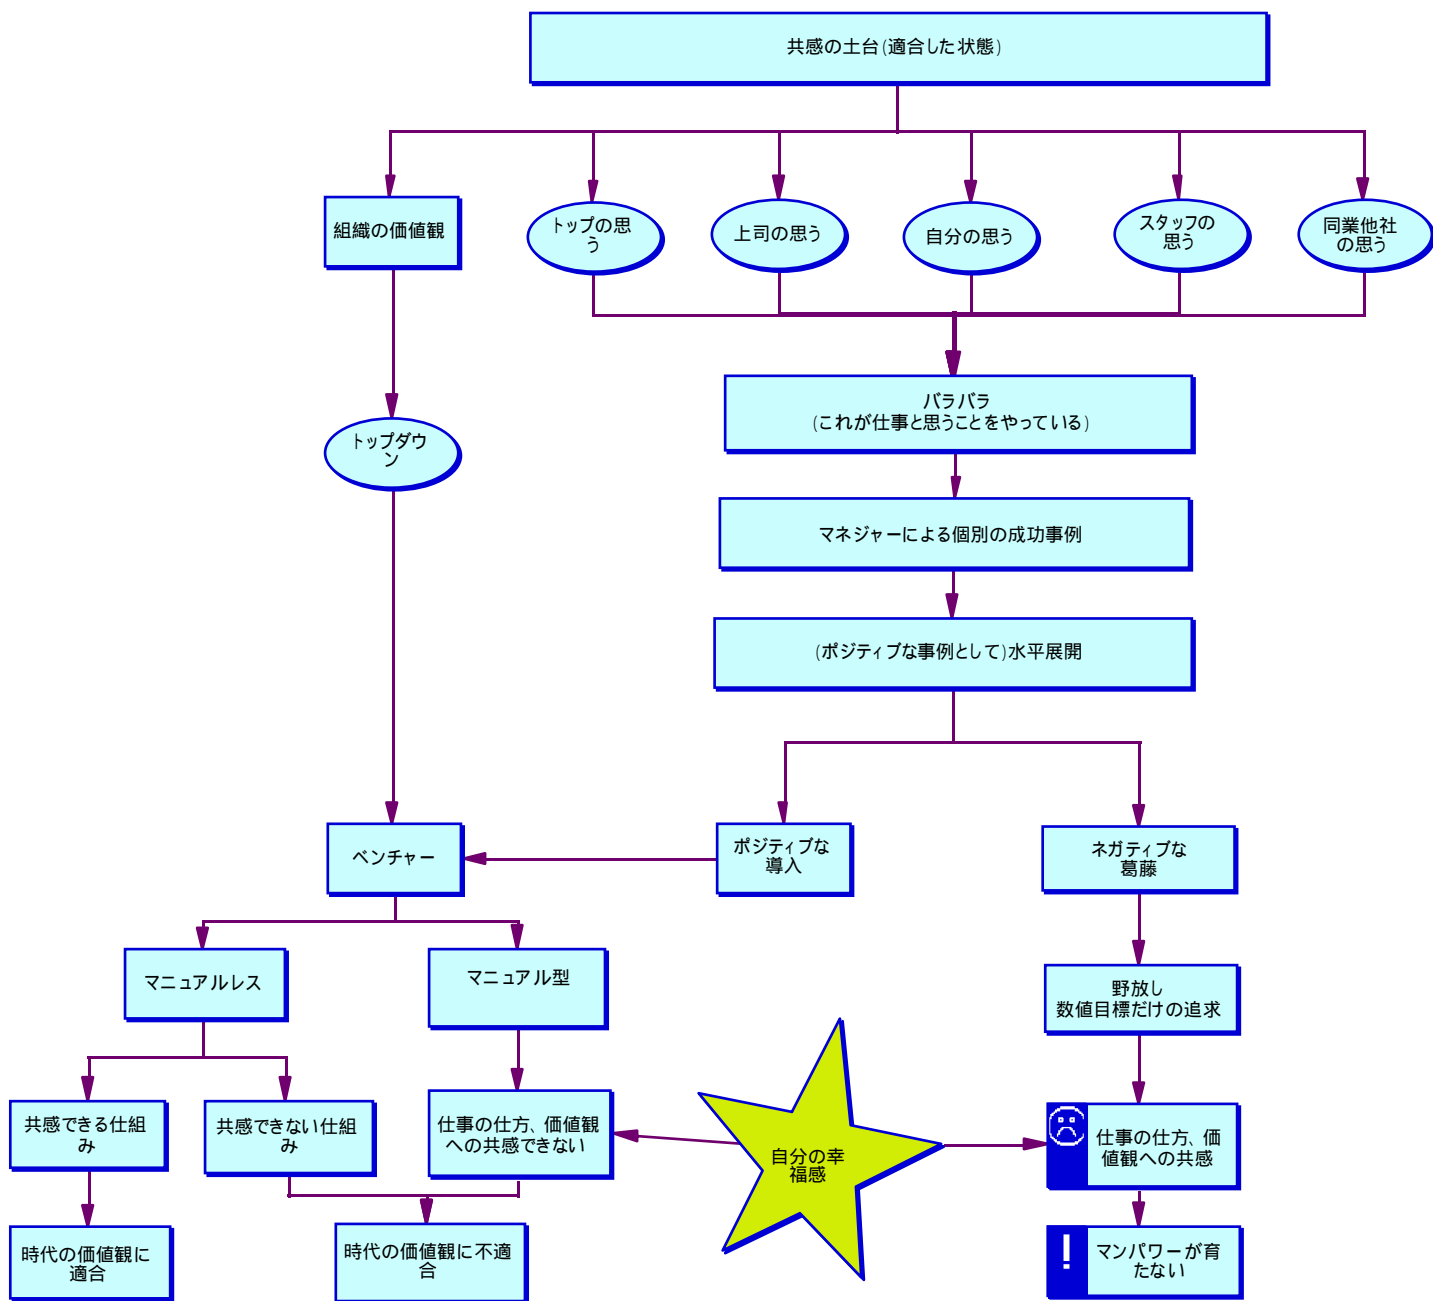 共感の土台(適合した状態)
組織の価値観
トップの思
う
上司の思う
自分の思う
スタッフの
思う
同業他社
の思う
バラバラ
(これが仕事と思うことをやっている)
トップダウ
ン
マネジャーによる個別の成功事例
(ポジティブな事例として)水平展開
ベンチャー
ポジティブな
導入
ネガティブな
葛藤
マニュアルレス
マニュアル型
野放し
数値目標だけの追求
共感できる仕組
み
共感できない仕組
み
仕事の仕方、価値観
への共感できない
自分の幸
福感
仕事の仕方、価
値観への共感
時代の価値観に
適合
時代の価値観に不適
合
!
マンパワーが育
たない